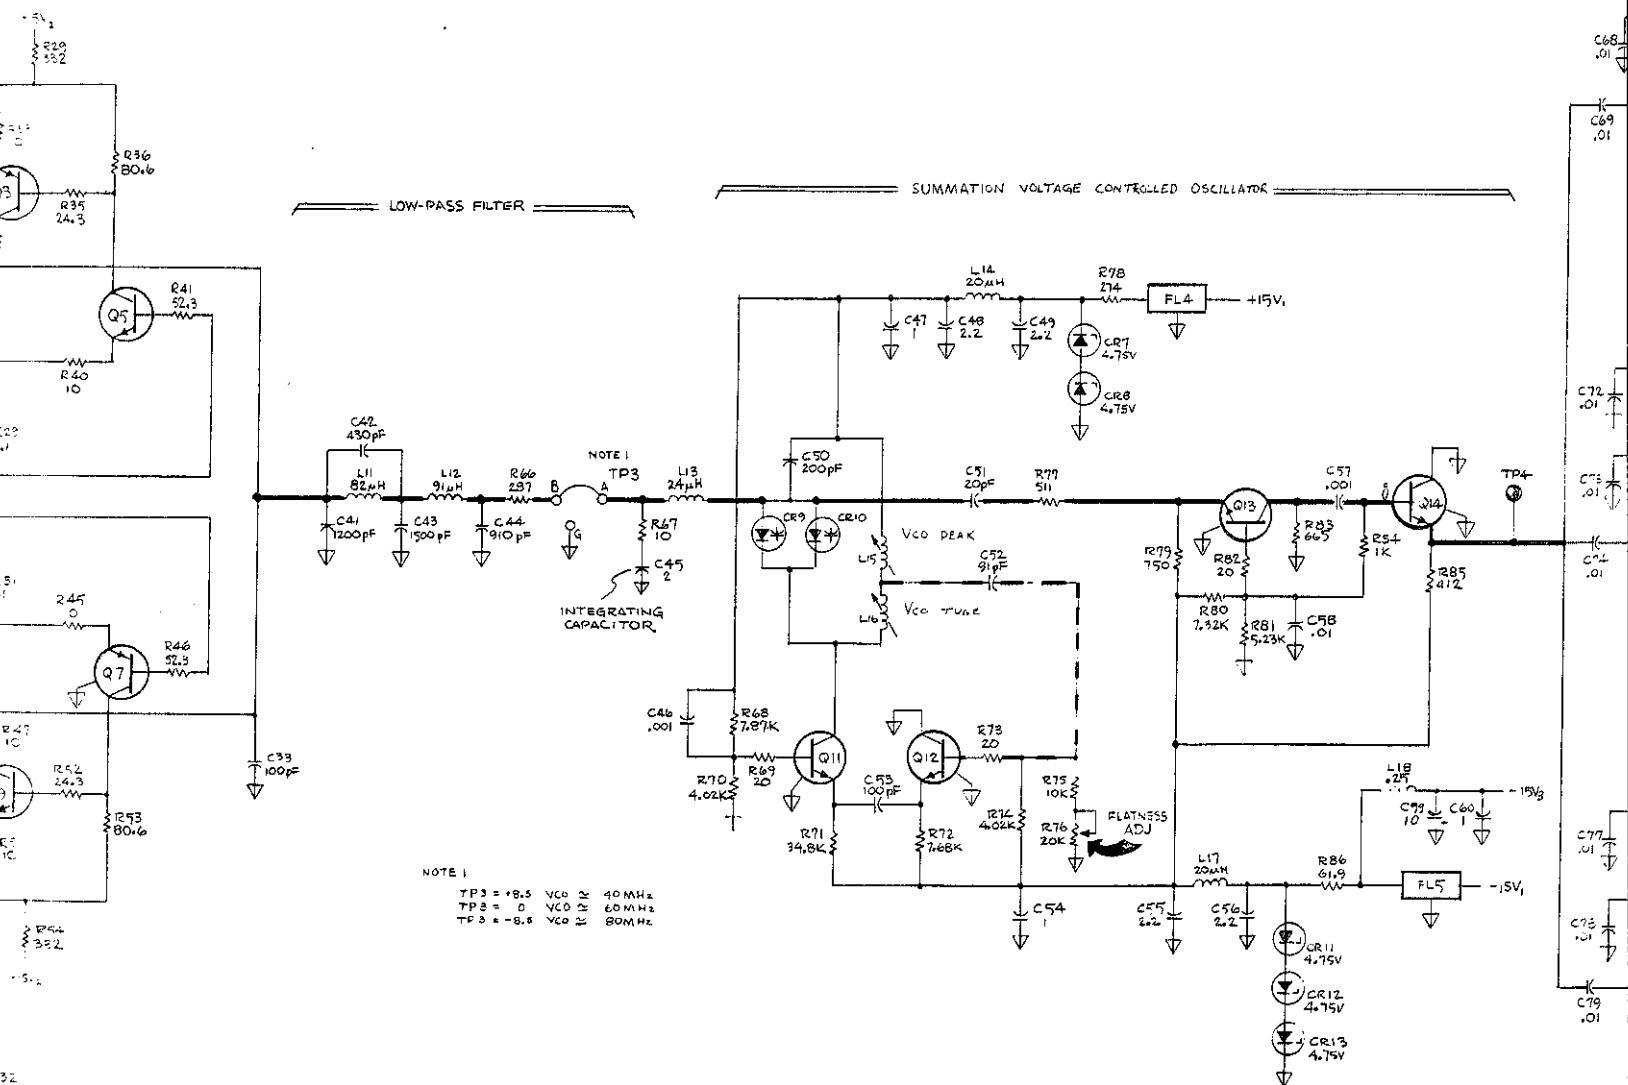 R29
332
C68
.01
C69
.01
R36
80.6
R35
24.3
LOW-PASS FILTER
SUMMATION VOLTAGE CONTROLLED OSCILLATOR
R41
52.3
Q5
R40
10
L14
20μH
R78
274
FL4
+15V₁
C47
1
C48
2.2
C49
2.2
CR7
4.75V
CR8
4.75V
C72
.01
C42
430pF
L11
82μH
L12
91μH
R66
237
B
NOTE 1
TP3
A
G
L13
24μH
C50
200pF
C51
20pF
R77
511
C57
.001
Q13
Q14
TP4
C41
1200pF
C43
1500pF
C44
910pF
R67
10
C45
2
INTEGRATING
CAPACITOR
CR9
CR10
VCO PEAK
L15
C52
91pF
VCO TUNE
L16
R79
750
R82
20
R83
665
R84
1K
R80
7.32K
R81
5.23K
C58
.01
R85
412
C74
.01
R45
R46
52.3
Q7
R47
10
R52
24.3
R53
80.6
C33
100pF
C46
.001
R68
7.87K
R69
20
R70
4.02K
Q11
Q12
R73
20
C53
100pF
R71
34.8K
R72
7.68K
R74
4.02K
R75
10K
R76
20K
FLATNESS
ADJ
L18
.25
C59
10
+
C60
1
-15V₃
L17
20μH
R86
61.9
FL5
-15V₁
C54
1
C55
2.2
C56
2.2
CR11
4.75V
CR12
4.75V
CR13
4.75V
C77
.01
C78
.01
C79
.01
NOTE 1
TP3 = +8.5 VCO ≅ 40MHz
TP3 = 0 VCO ≅ 60MHz
TP3 = -8.5 VCO ≅ 80MHz
R54
332